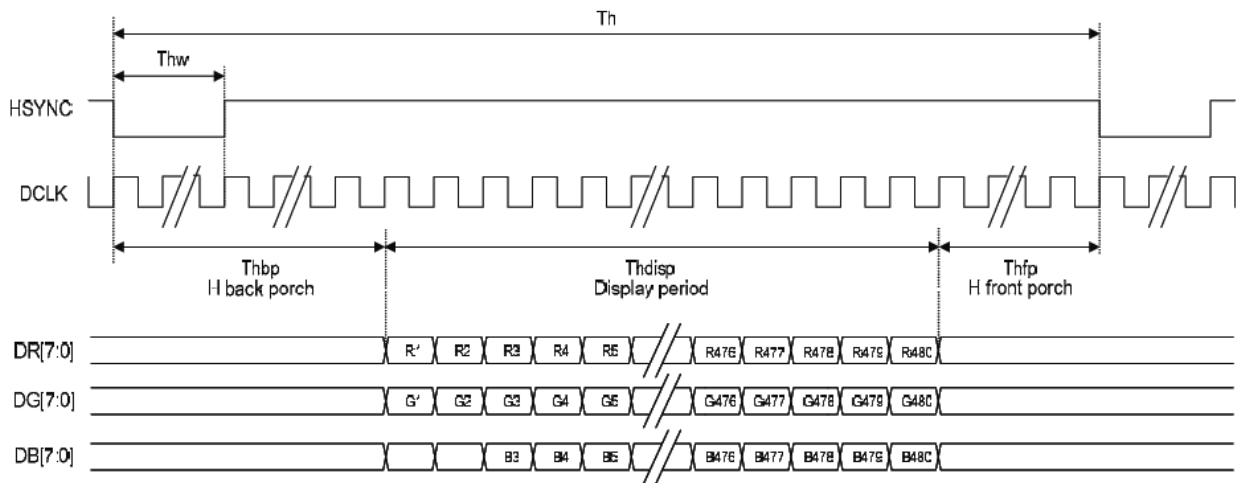 Th
Thw
HSYNC
DCLK
Thbp
H back porch
Thdisp
Display period
Thfp
H front porch
DR[7:0] R1 R2 R3 R4 R5 R476 R477 R478 R479 R480
DG[7:0] G1 G2 G3 G4 G5 G476 G477 G478 G479 G480
DB[7:0] B3 B4 B5 B476 B477 B478 B479 B480